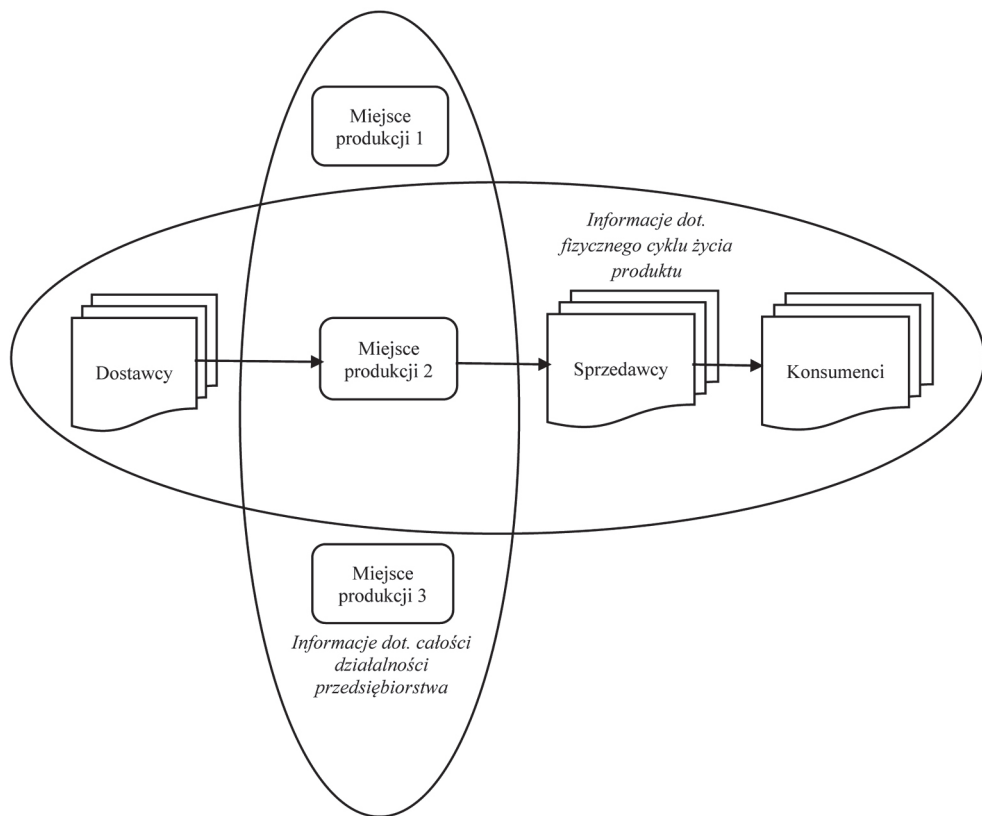 Miejsce
produkcji 1
Informacje dot.
fizycznego cyklu życia
produktu
Dostawcy
Miejsce
produkcji 2
Sprzedawcy
Konsumenci
Miejsce
produkcji 3
Informacje dot. całości
działalności
przedsiębiorstwa